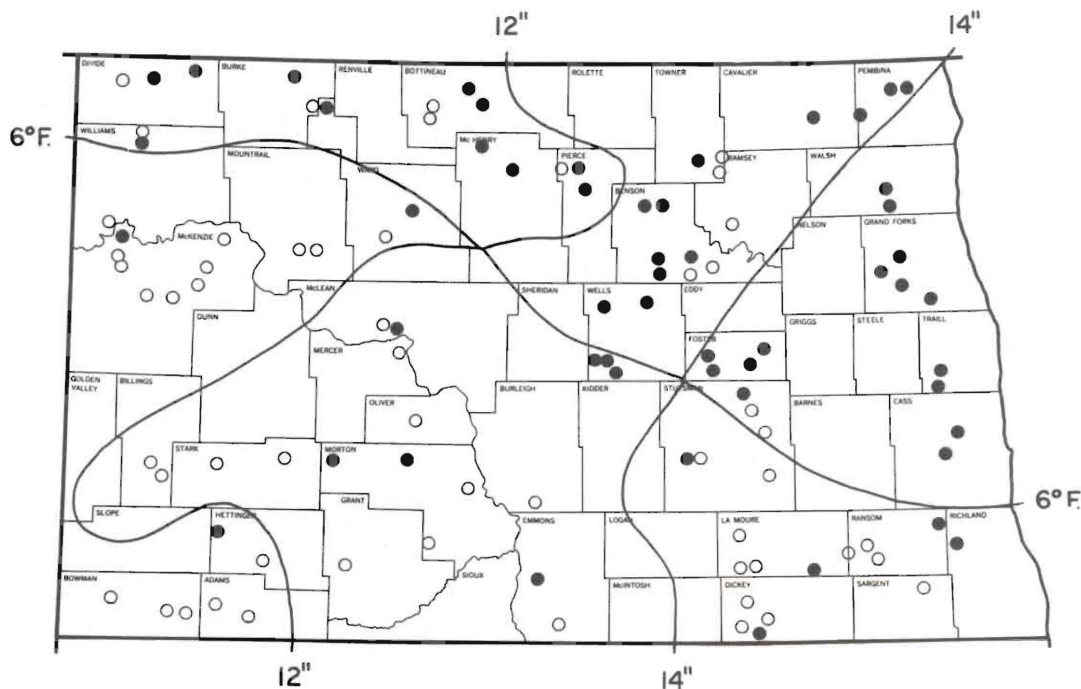 12"
14"
DIVIDE
BURKE
RENVILLE
BOTTINEAU
ROLETTE
TOWNER
CAVALIER
PEMBINA
6°F.
WILLIAMS
MOUNTRAIL
WARD
Mc HENRY
PIERCE
BENSON
RAMSEY
WALSH
NELSON
GRAND FORKS
McKENZIE
McLEAN
SHERIDAN
WELLS
EDDY
DUNN
MERCER
FOSTER
GRIGGS
STEELE
TRAILL
GOLDEN
VALLEY
BILLINGS
OLIVER
BURLEIGH
KIDDER
STUTSMAN
BARNES
CASS
STARK
MORTON
GRANT
6°F.
SLOPE
HETTINGER
EMMONS
LOGAN
LA MOURE
RANSOM
RICHLAND
BOWMAN
ADAMS
SIOUX
McINTOSH
DICKEY
SARGENT
12"
14"